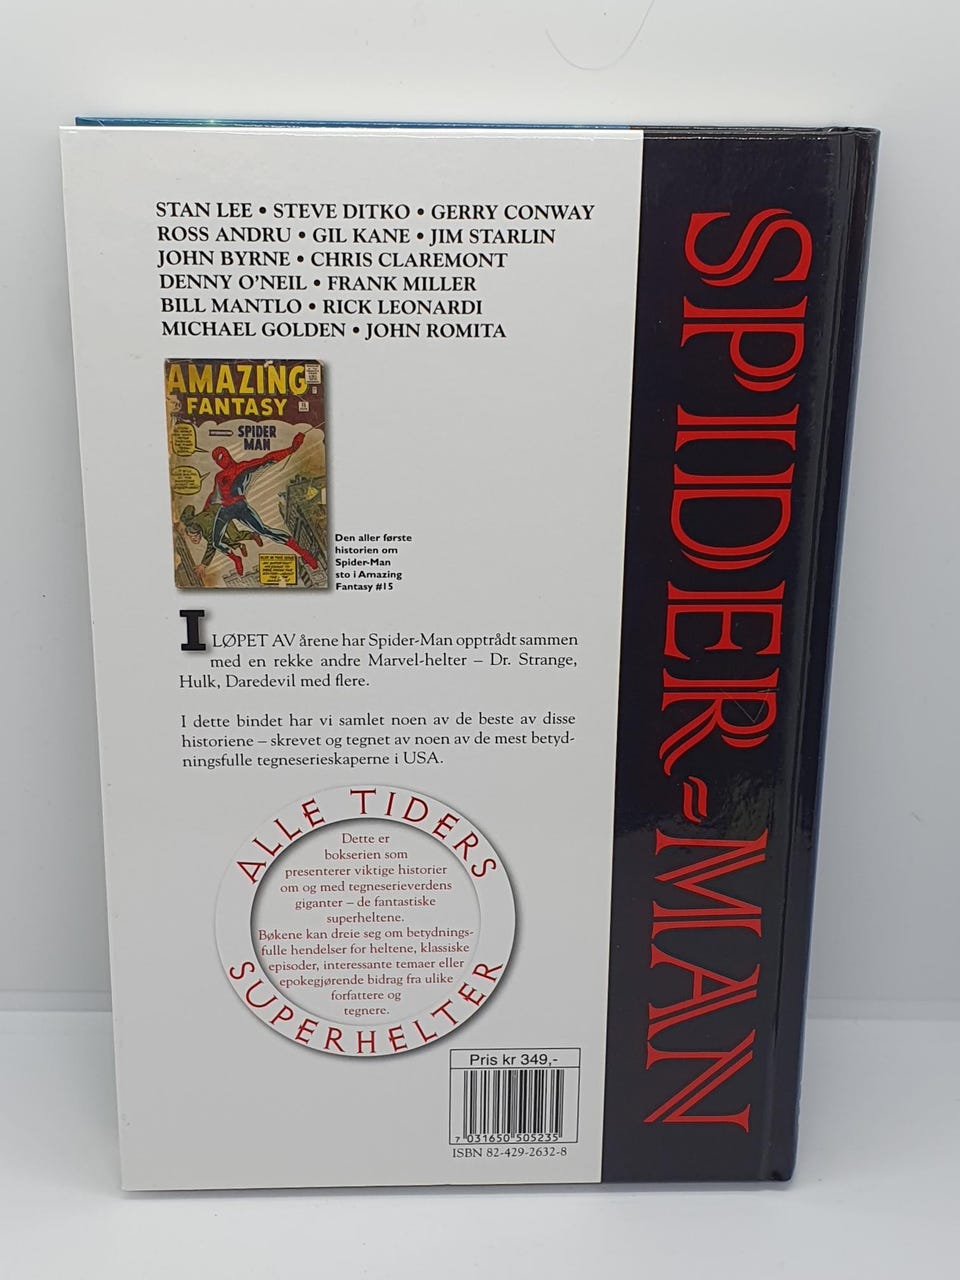 STAN LEE • STEVE DITKO • GERRY CONWAY
ROSS ANDRU • GIL KANE • JIM STARLIN
JOHN BYRNE • CHRIS CLAREMONT
DENNY O'NEIL • FRANK MILLER
BILL MANTLO • RICK LEONARDI
MICHAEL GOLDEN • JOHN ROMITA
AMAZING
FANTASY
SPIDER
MAN
Den aller første
historien om
Spider-Man
sto i Amazing
Fantasy #15
I LØPET AV årene har Spider-Man opptrådt sammen
med en rekke andre Marvel-helter – Dr. Strange,
Hulk, Daredevil med flere.
I dette bindet har vi samlet noen av de beste av disse
historiene – skrevet og tegnet av noen av de mest betyd-
ningsfulle tegneserieskaperne i USA.
ALLE TIDERS
Dette er
bokserien som
presenterer viktige historier
om og med tegneserieverdens
giganter – de fantastiske
superheltene.
Bøkene kan dreie seg om betydnings-
fulle hendelser for heltene, klassiske
episoder, interessante temaer eller
epokegjørende bidrag fra ulike
forfattere og
tegnere.
SUPERHELTER
Pris kr 349,-
7 031650 505235
ISBN 82-429-2632-8
SPIDER-MAN